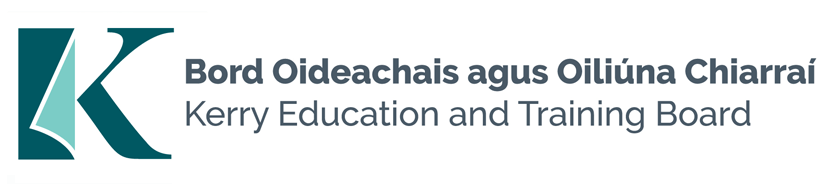 K
Bord Oideachais agus Oiliúna Chiarraí
Kerry Education and Training Board